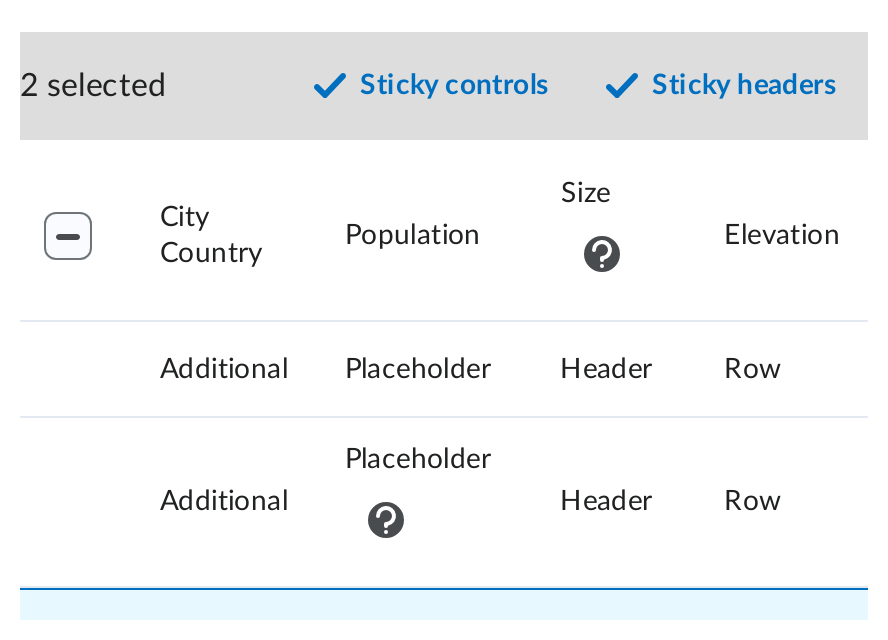 2 selected Sticky controls Sticky headers
City Country Population Size Elevation
Additional Placeholder Header Row
Additional Placeholder Header Row